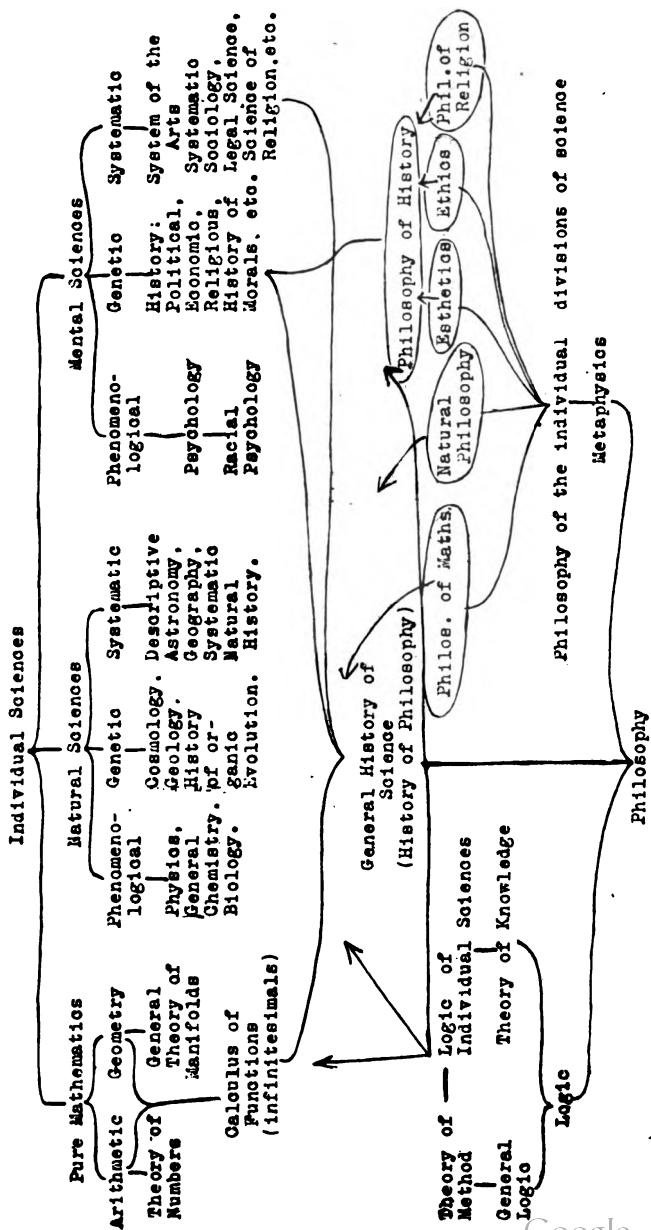 Individual Sciences
Pure Mathematics
Arithmetic
Geometry
Theory of
Numbers
General
Theory of
Manifolds
Calculus of
Functions
(infinitesimals)
Natural Sciences
Phenomeno-
logical
Physics,
General
Chemistry.
Biology.
Genetic
Cosmology.
Geology.
History
of or-
ganic
Evolution.
Systematic
Descriptive
Astronomy,
Geography,
Systematic
Natural
History.
Mental Sciences
Phenomeno-
logical
Psychology
Racial
Psychology
Genetic
History:
Political,
Economic,
Religious,
History of
Morals. etc.
Systematic
System of the
Arts
Systematic
Sociology,
Legal Science,
Science of
Religion.etc.
General History of
Science
(History of Philosophy)
Philosophy of History
Philos. of Maths.
Natural
Philosophy
Esthetics
Ethics
Phil.of
Religion
Philosophy of the individual divisions of science
Metaphysics
Theory of
Method
Logic of
Individual Sciences
General
Logic
Theory of Knowledge
Logic
Philosophy
Google